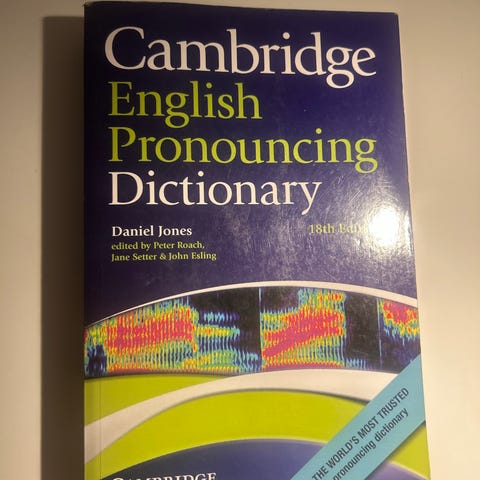 Cambridge
English
Pronouncing
Dictionary
Daniel Jones
18th
edited by Peter Roach,
Jane Setter & John Esling
THE WORLD'S MOST TRUSTED
pronouncing dictionary
CAMBRIDGE